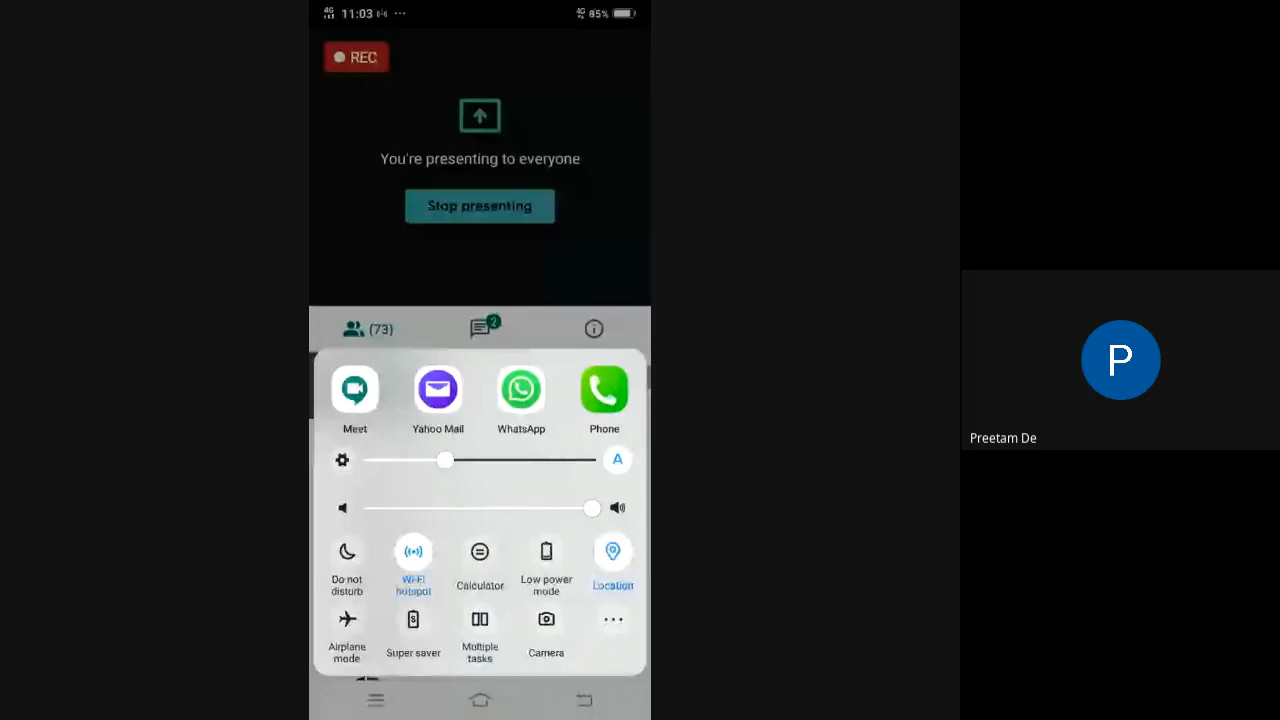 4G 11:03 ...
4G 85%
REC
You're presenting to everyone
Stop presenting
(73)
2
Meet
Yahoo Mail
WhatsApp
Phone
A
Do not disturb
Wi-Fi hotspot
Calculator
Low power mode
Location
Airplane mode
Super saver
Multiple tasks
Camera
P
Preetam De